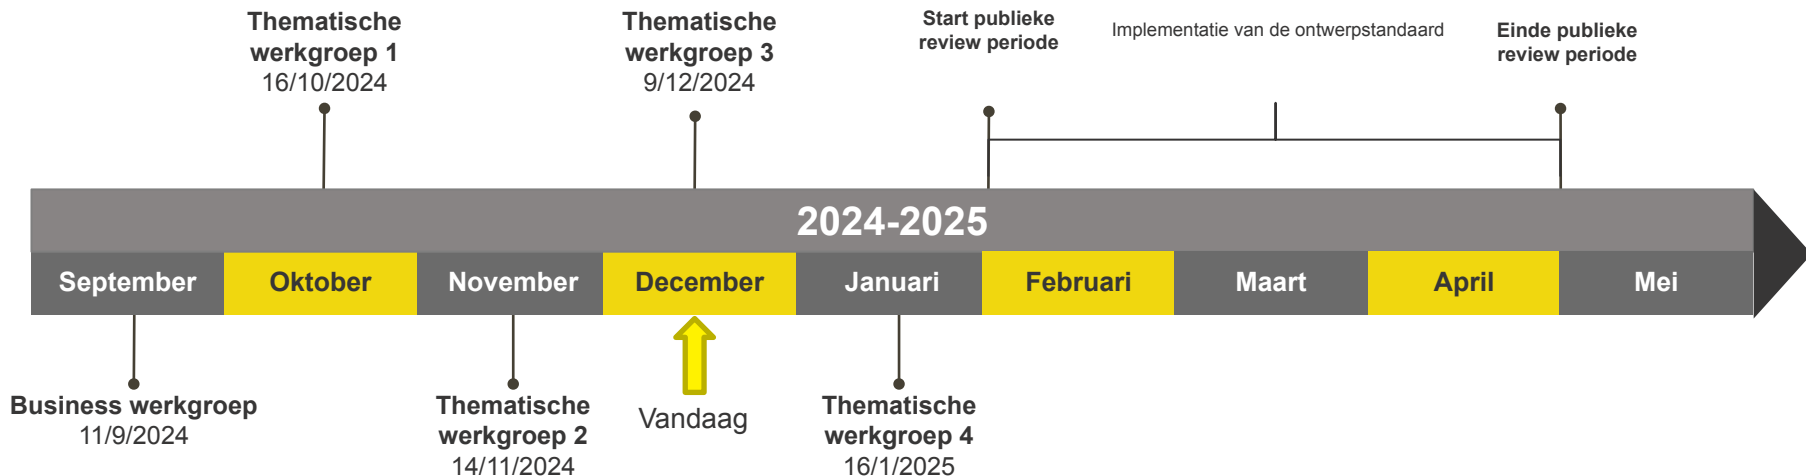 Thematische
werkgroep 1
16/10/2024
Thematische
werkgroep 3
9/12/2024
Start publieke
review periode
Implementatie van de ontwerpstandaard
Einde publieke
review periode
2024-2025
September
Oktober
November
December
Januari
Februari
Maart
April
Mei
Business werkgroep
11/9/2024
Thematische
werkgroep 2
14/11/2024
Vandaag
Thematische
werkgroep 4
16/1/2025